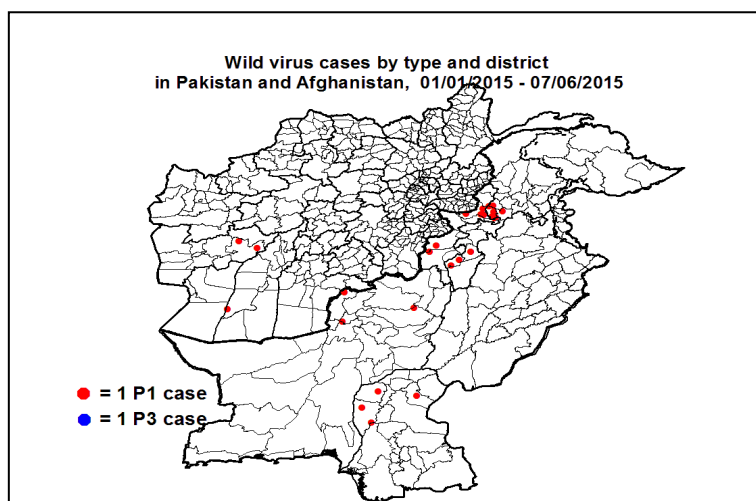 Wild virus cases by type and district
in Pakistan and Afghanistan, 01/01/2015 - 07/06/2015
= 1 P1 case
= 1 P3 case